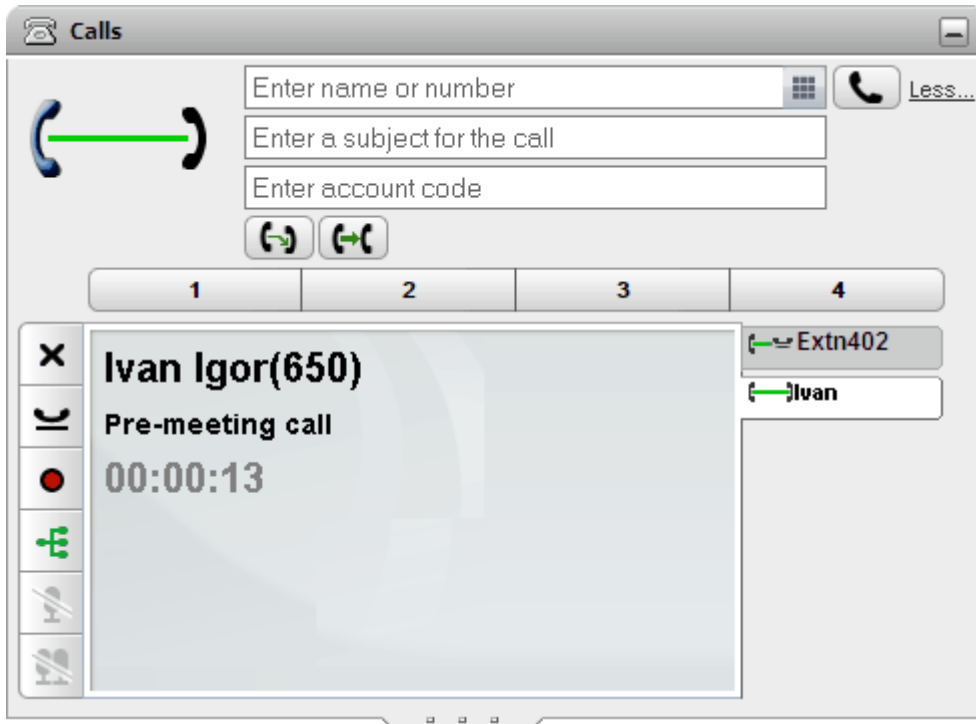 Calls
Enter name or number
Less...
Enter a subject for the call
Enter account code
1 2 3 4
Ivan Igor(650)
Pre-meeting call
00:00:13
Extn402
Ivan